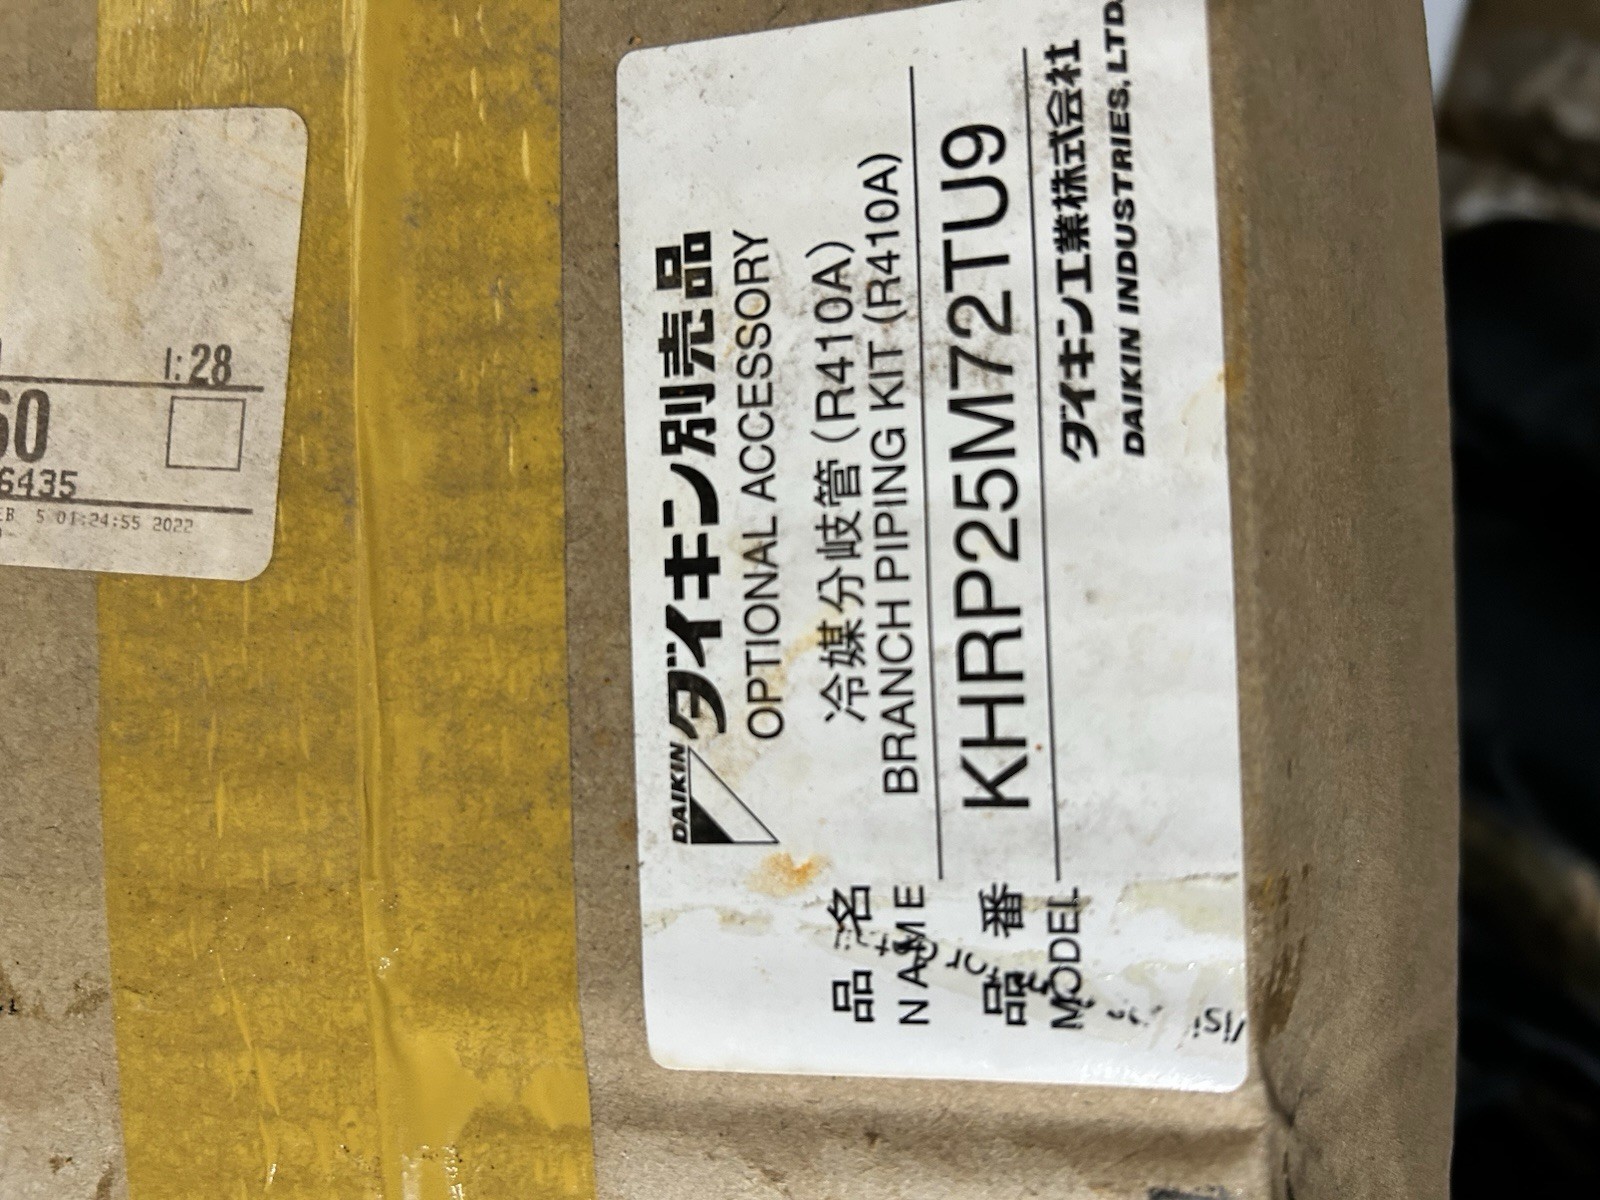 DAIKIN
ダイキン別売品
OPTIONAL ACCESSORY
品名 冷媒分岐管（R410A）
NAME BRANCH PIPING KIT (R410A)
品番 KHRP25M72TU9
MODEL
ダイキン工業株式会社
DAIKIN INDUSTRIES, LTD.
I:28
60
6435
5 01:24:55 2022